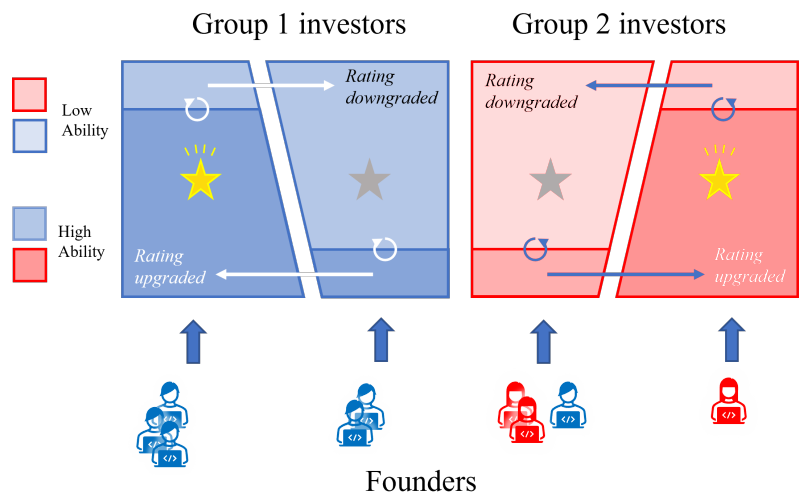 Group 1 investors
Group 2 investors
Low
Ability
High
Ability
Rating
downgraded
Rating
upgraded
Rating
downgraded
Rating
upgraded
</>
</>
</>
</>
</>
</>
</>
</>
</>
Founders